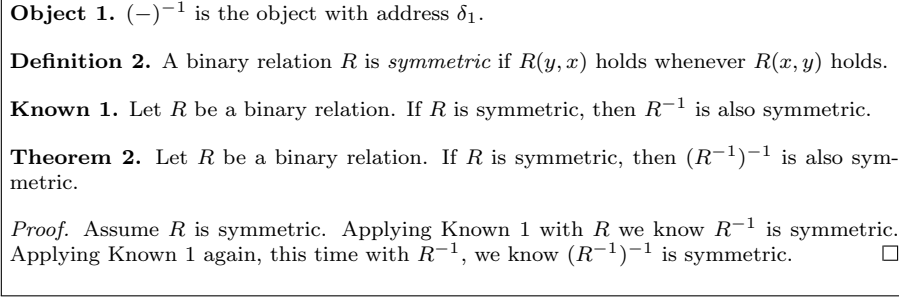 Object 1. (−)⁻¹ is the object with address δ₁.
Definition 2. A binary relation R is symmetric if R(y, x) holds whenever R(x, y) holds.
Known 1. Let R be a binary relation. If R is symmetric, then R⁻¹ is also symmetric.
Theorem 2. Let R be a binary relation. If R is symmetric, then (R⁻¹)⁻¹ is also sym-
metric.
Proof. Assume R is symmetric. Applying Known 1 with R we know R⁻¹ is symmetric.
Applying Known 1 again, this time with R⁻¹, we know (R⁻¹)⁻¹ is symmetric. □